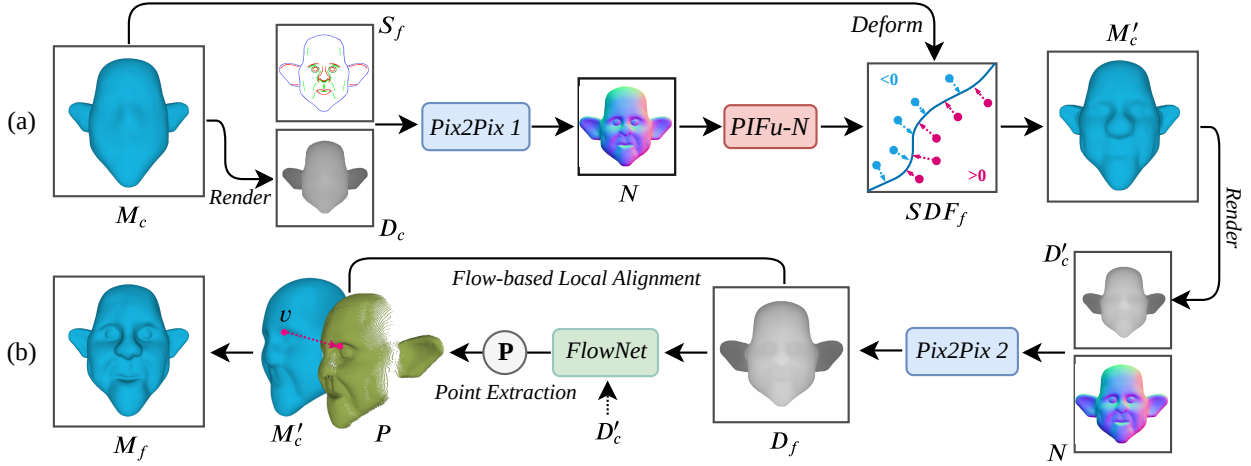 S_f
Deform
M'_c
(a)
<0
Pix2Pix 1
PIFu-N
>0
Render
N
SDF_f
Render
M_c
D_c
D'_c
Flow-based Local Alignment
v
(b)
P
FlowNet
Pix2Pix 2
Point Extraction
M_f
M'_c
P
D'_c
D_f
N